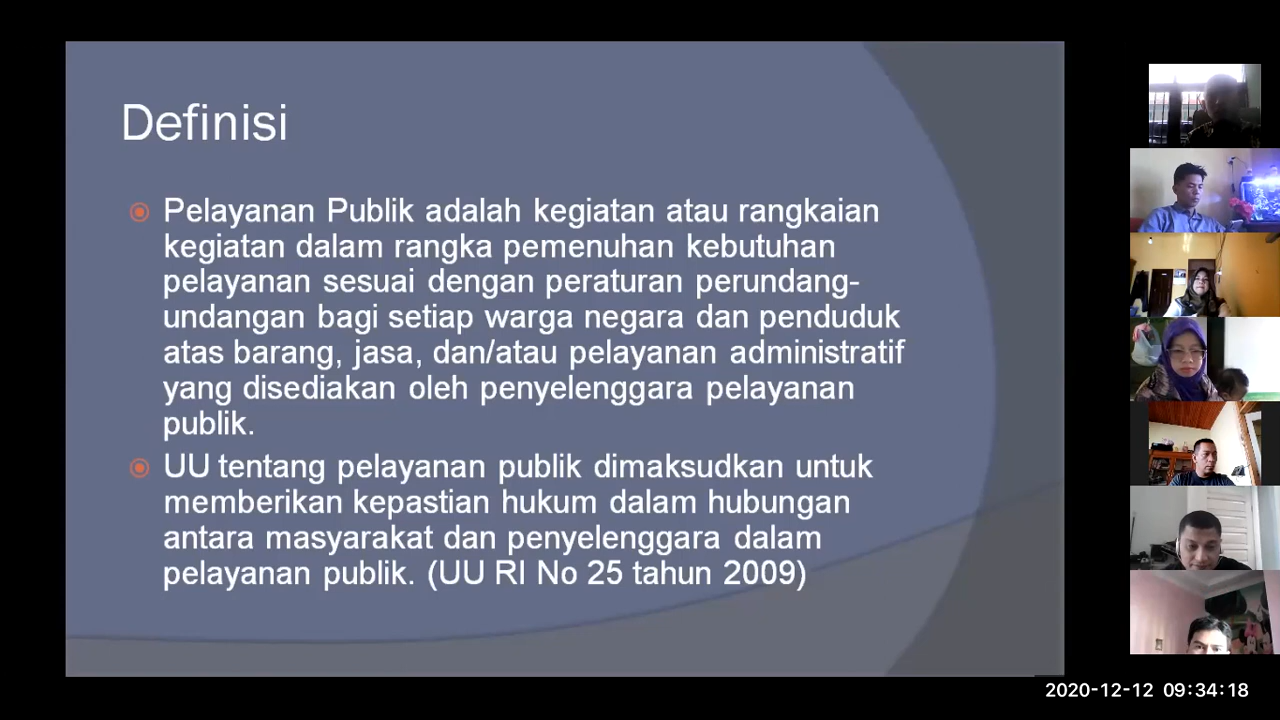 Definisi
Pelayanan Publik adalah kegiatan atau rangkaian
kegiatan dalam rangka pemenuhan kebutuhan
pelayanan sesuai dengan peraturan perundang-
undangan bagi setiap warga negara dan penduduk
atas barang, jasa, dan/atau pelayanan administratif
yang disediakan oleh penyelenggara pelayanan
publik.
UU tentang pelayanan publik dimaksudkan untuk
memberikan kepastian hukum dalam hubungan
antara masyarakat dan penyelenggara dalam
pelayanan publik. (UU RI No 25 tahun 2009)
2020-12-12 09:34:18